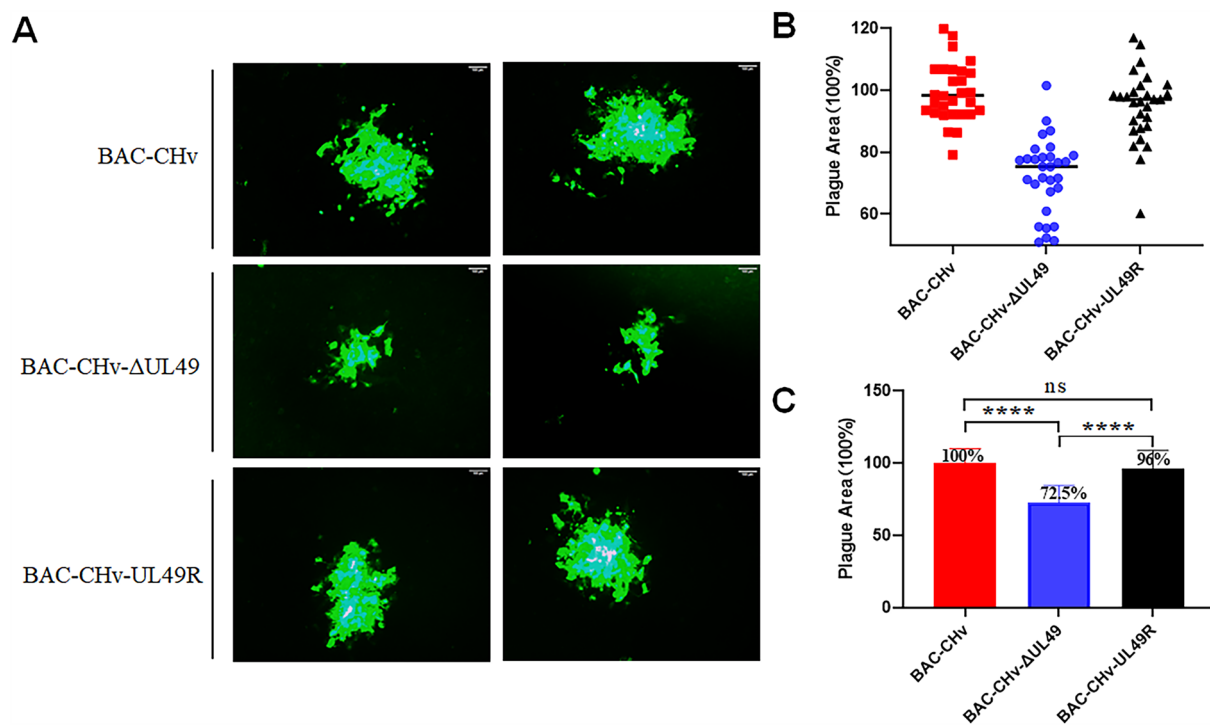 A
BAC-CHv
BAC-CHv-ΔUL49
BAC-CHv-UL49R
B
Plague Area (100%)
120
100
80
60
BAC-CHv
BAC-CHv-ΔUL49
BAC-CHv-UL49R
C
Plague Area (100%)
150
100
50
0
ns
****
****
100%
72.5%
96%
BAC-CHv
BAC-CHv-ΔUL49
BAC-CHv-UL49R